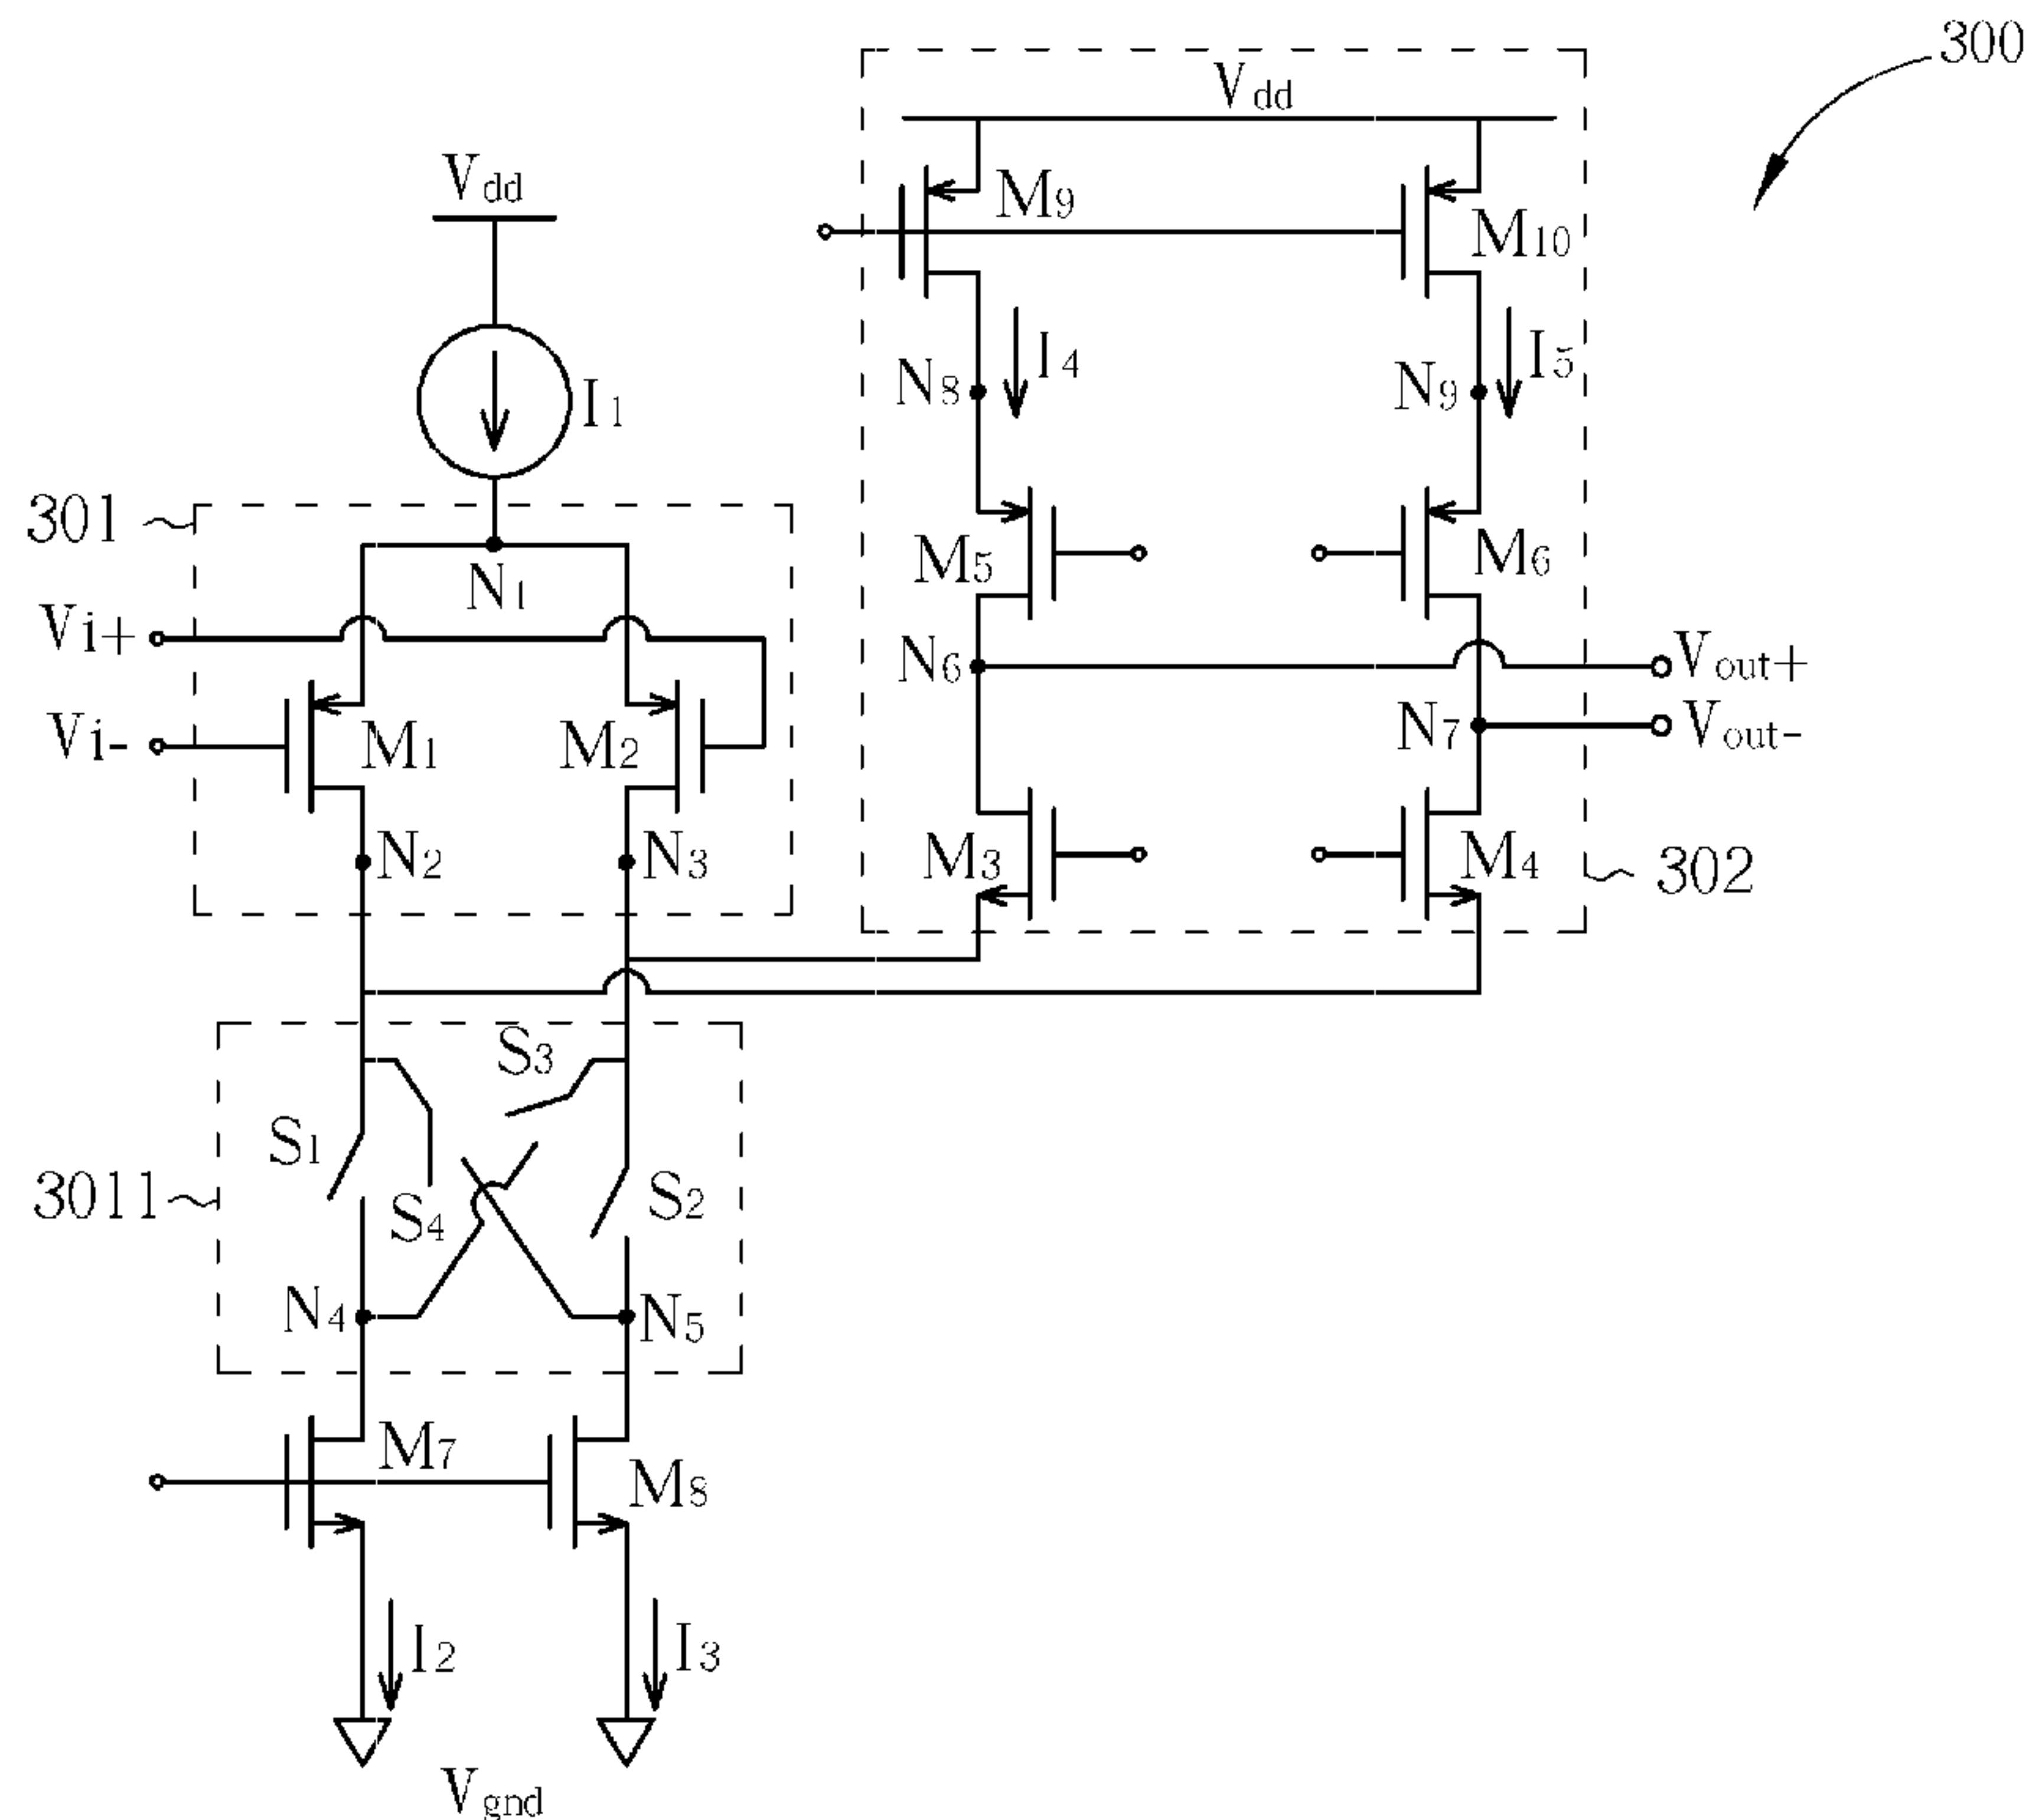 300
Vdd
Vdd
M9
M10
I4
I5
N8
N9
I1
301
N1
M5
M6
Vi+
N6
Vout+
Vi-
M1
M2
N7
Vout-
N2
N3
M3
M4
302
S3
S1
S2
3011
S4
N4
N5
M7
M8
I2
I3
Vgnd